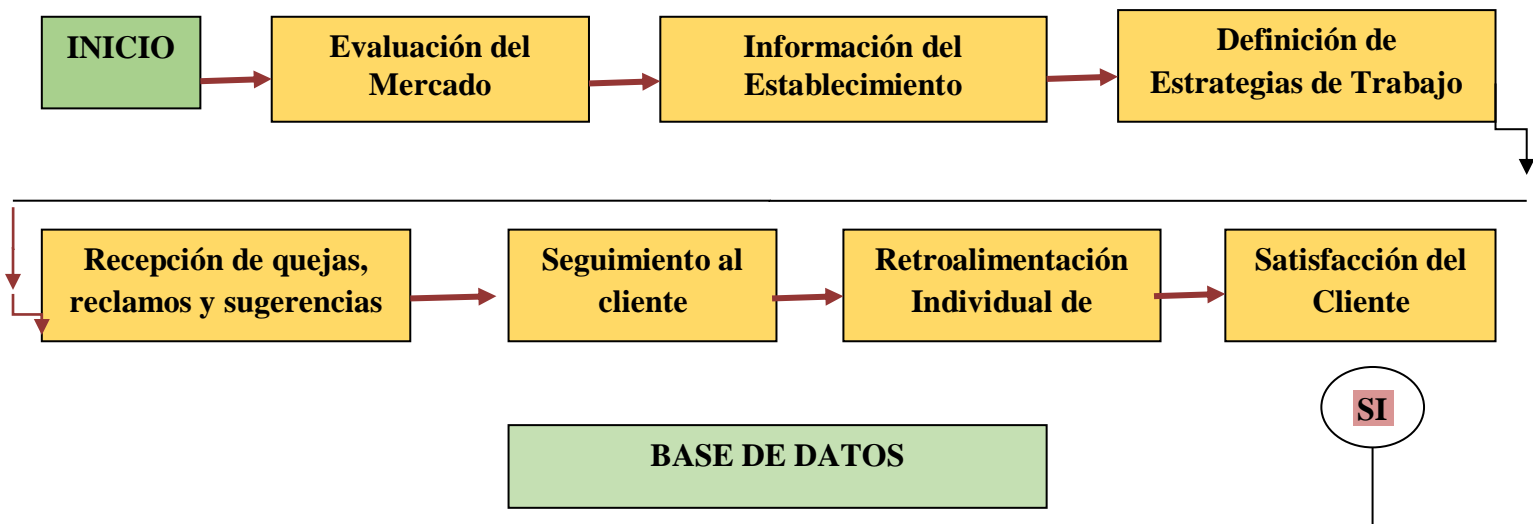 INICIO
Evaluación del
Mercado
Información del
Establecimiento
Definición de
Estrategias de Trabajo
Recepción de quejas,
reclamos y sugerencias
Seguimiento al
cliente
Retroalimentación
Individual de
Satisfacción del
Cliente
SI
BASE DE DATOS